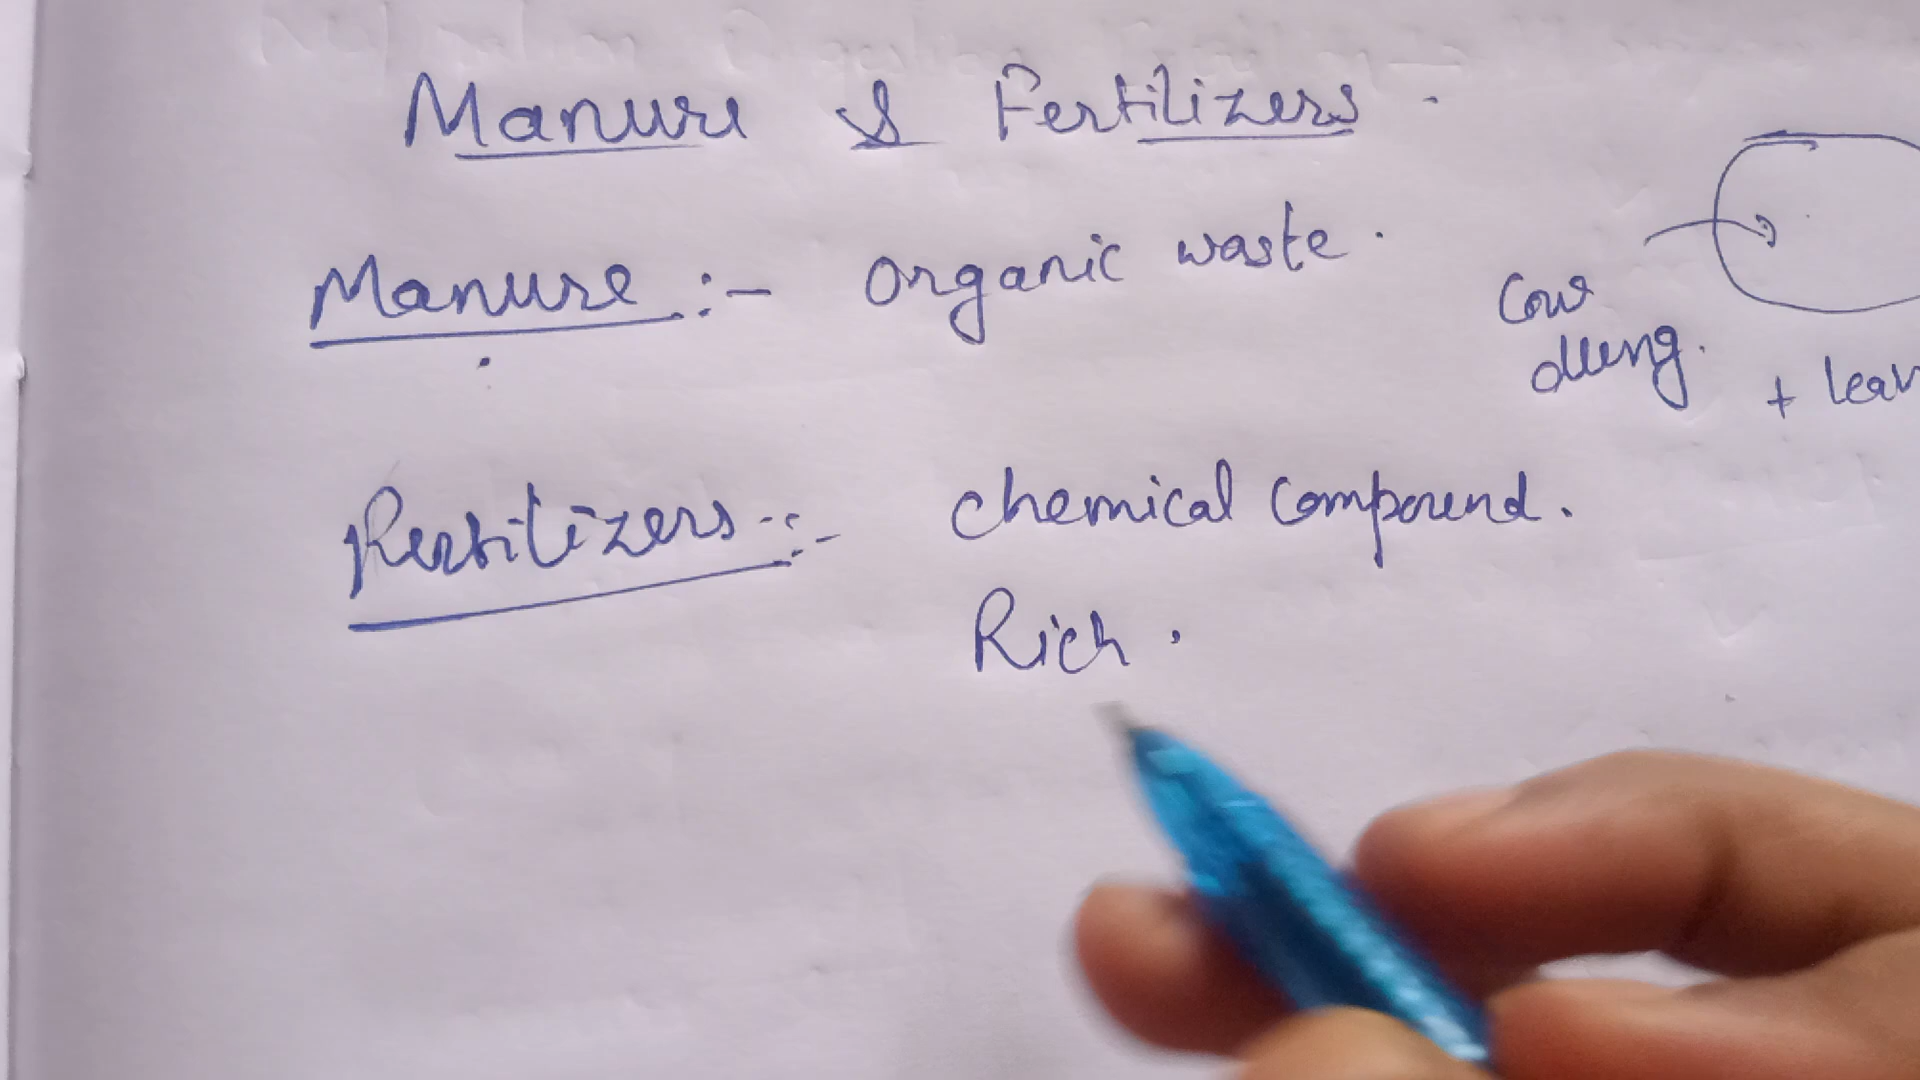 Manure & Fertilizers.
Manure :- Organic waste.
Cow
dung.
+ leav
Fertilizers :- chemical compound.
Rich.